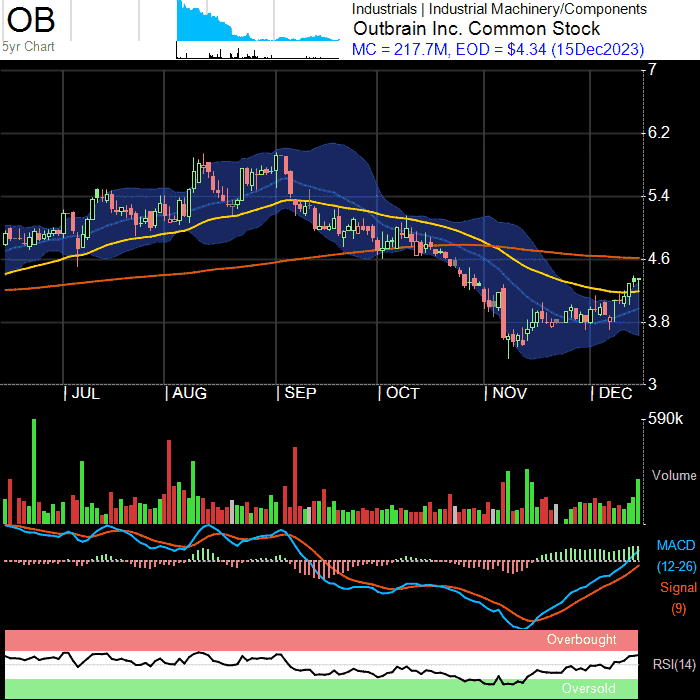 OB
5yr Chart
Industrials | Industrial Machinery/Components
Outbrain Inc. Common Stock
MC = 217.7M, EOD = $4.34 (15Dec2023)
7
6.2
5.4
4.6
3.8
3
| JUL | AUG | SEP | OCT | NOV | DEC
590k
Volume
MACD
(12-26)
Signal
(9)
Overbought
RSI(14)
Oversold